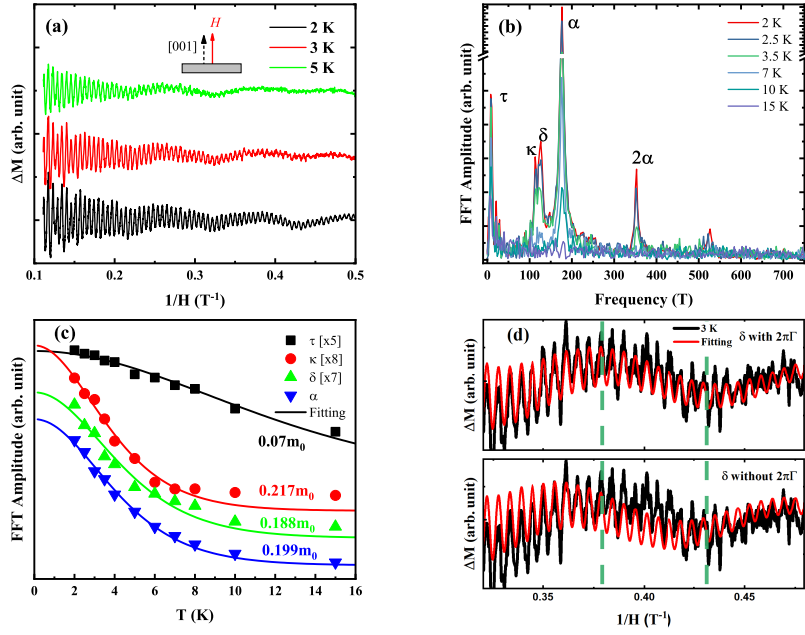 (a)
H
[001]
2 K
3 K
5 K
ΔM (arb. unit)
0.1 0.2 0.3 0.4 0.5
1/H (T⁻¹)
(b)
α
τ
κ
δ
2α
2 K
2.5 K
3.5 K
7 K
10 K
15 K
FFT Amplitude (arb. unit)
0 100 200 300 400 500 600 700
Frequency (T)
(c)
τ [x5]
κ [x8]
δ [x7]
α
Fitting
0.07m₀
0.217m₀
0.188m₀
0.199m₀
FFT Amplitude (arb. unit)
0 2 4 6 8 10 12 14 16
T (K)
(d)
3 K
Fitting
δ with 2πΓ
ΔM (arb. unit)
δ without 2πΓ
ΔM (arb. unit)
0.35 0.40 0.45
1/H (T⁻¹)